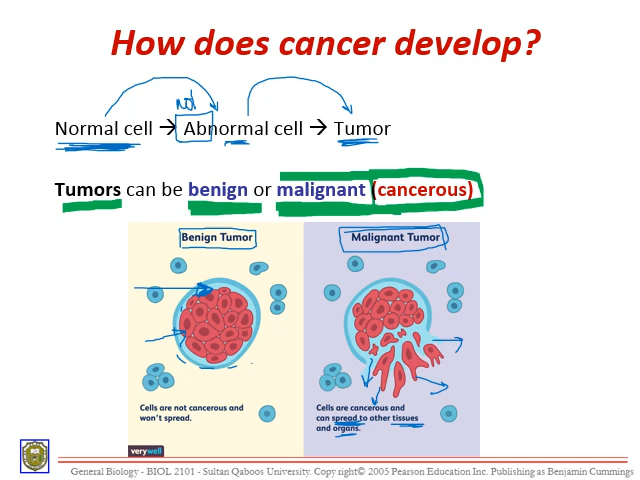 How does cancer develop?
not
Normal cell → Abnormal cell → Tumor
Tumors can be benign or malignant (cancerous)
Benign Tumor
Malignant Tumor
Cells are not cancerous and
won't spread.
Cells are cancerous and
can spread to other tissues
and organs.
verywell
General Biology - BIOL 2101 - Sultan Qaboos University. Copy right© 2005 Pearson Education Inc. Publishing as Benjamin Cummings